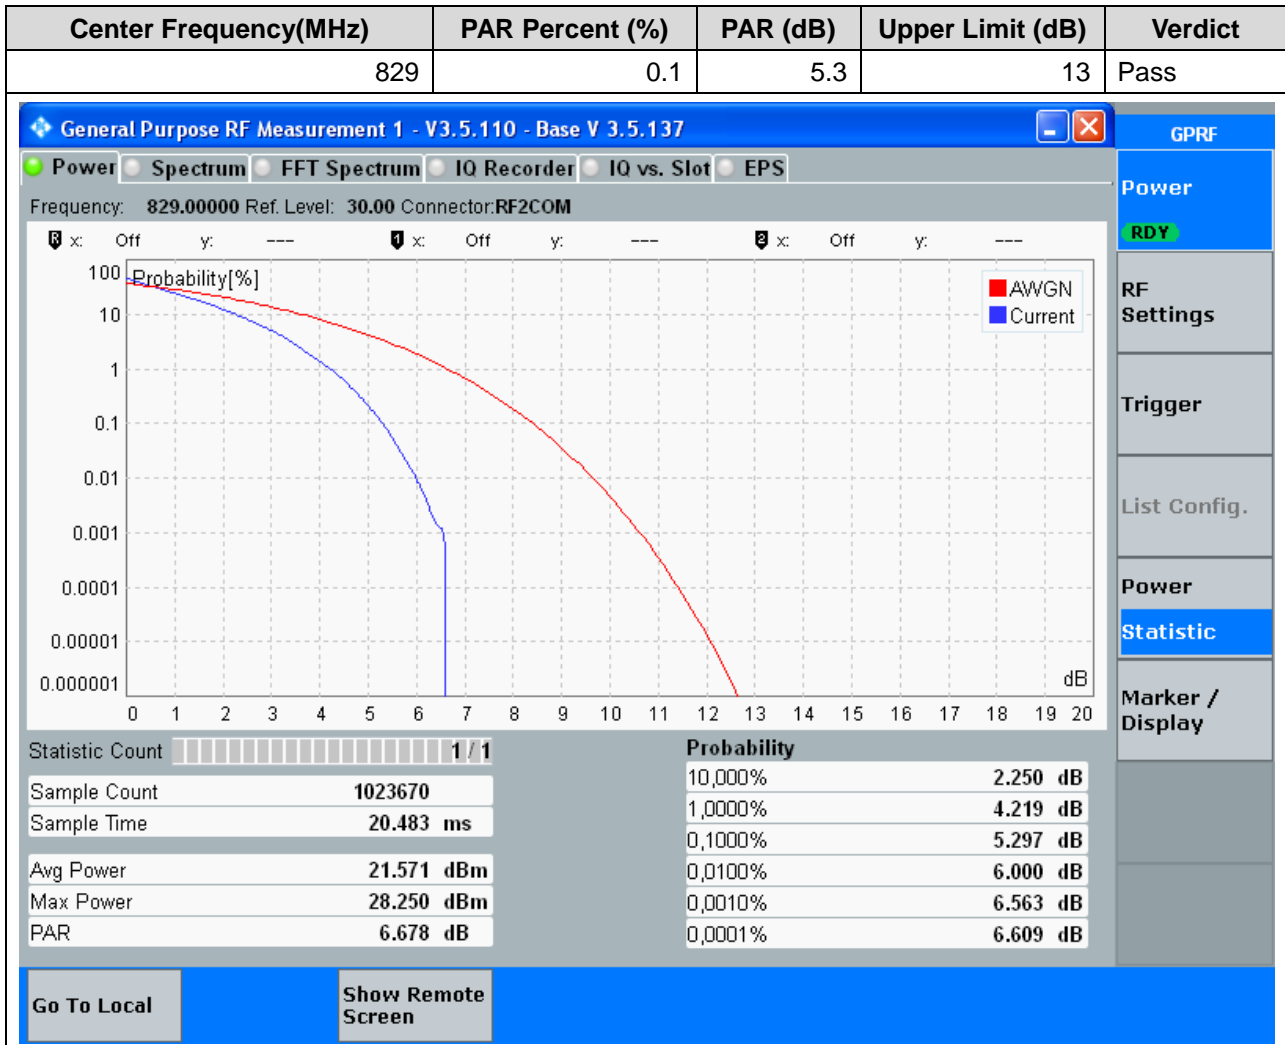 Center Frequency(MHz) PAR Percent (%) PAR (dB) Upper Limit (dB) Verdict
829 0.1 5.3 13 Pass
General Purpose RF Measurement 1 - V3.5.110 - Base V 3.5.137
GPRF
Power Spectrum FFT Spectrum IQ Recorder IQ vs. Slot EPS
Power
RDY
Frequency: 829.00000 Ref. Level: 30.00 Connector:RF2COM
R x: Off y: --- 1 x: Off y: --- 2 x: Off y: ---
Probability[%]
100
10
1
0.1
0.01
0.001
0.0001
0.00001
0.000001
AWGN
Current
dB
0 1 2 3 4 5 6 7 8 9 10 11 12 13 14 15 16 17 18 19 20
RF
Settings
Trigger
List Config.
Power
Statistic
Marker /
Display
Statistic Count 1 / 1
Sample Count 1023670
Sample Time 20.483 ms
Avg Power 21.571 dBm
Max Power 28.250 dBm
PAR 6.678 dB
Probability
10,000% 2.250 dB
1,0000% 4.219 dB
0,1000% 5.297 dB
0,0100% 6.000 dB
0,0010% 6.563 dB
0,0001% 6.609 dB
Go To Local
Show Remote
Screen